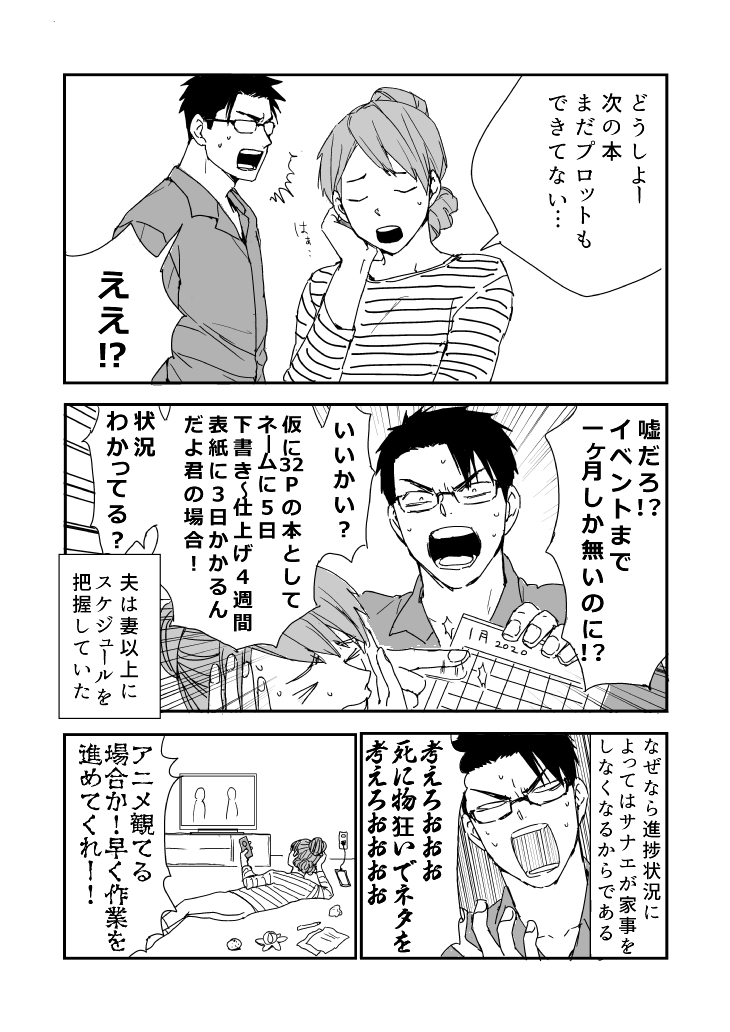 どうしよー
次の本
まだプロットも
できてない…
はぁ…
ええ!?
嘘だろ!?
イベントまで
一ヶ月しか無いのに!?
1月
2020
いいかい？
仮に32Pの本として
ネームに５日
下書き～仕上げ４週間
表紙に３日かかるん
だよ君の場合！
状況
わかってる？
夫は妻以上に
スケジュールを
把握していた
なぜなら進捗状況に
よってはサナエが家事を
しなくなるからである
考えろおおお
死に物狂いでネタを
考えろおおおお
アニメ観てる
場合か！早く作業を
進めてくれー！